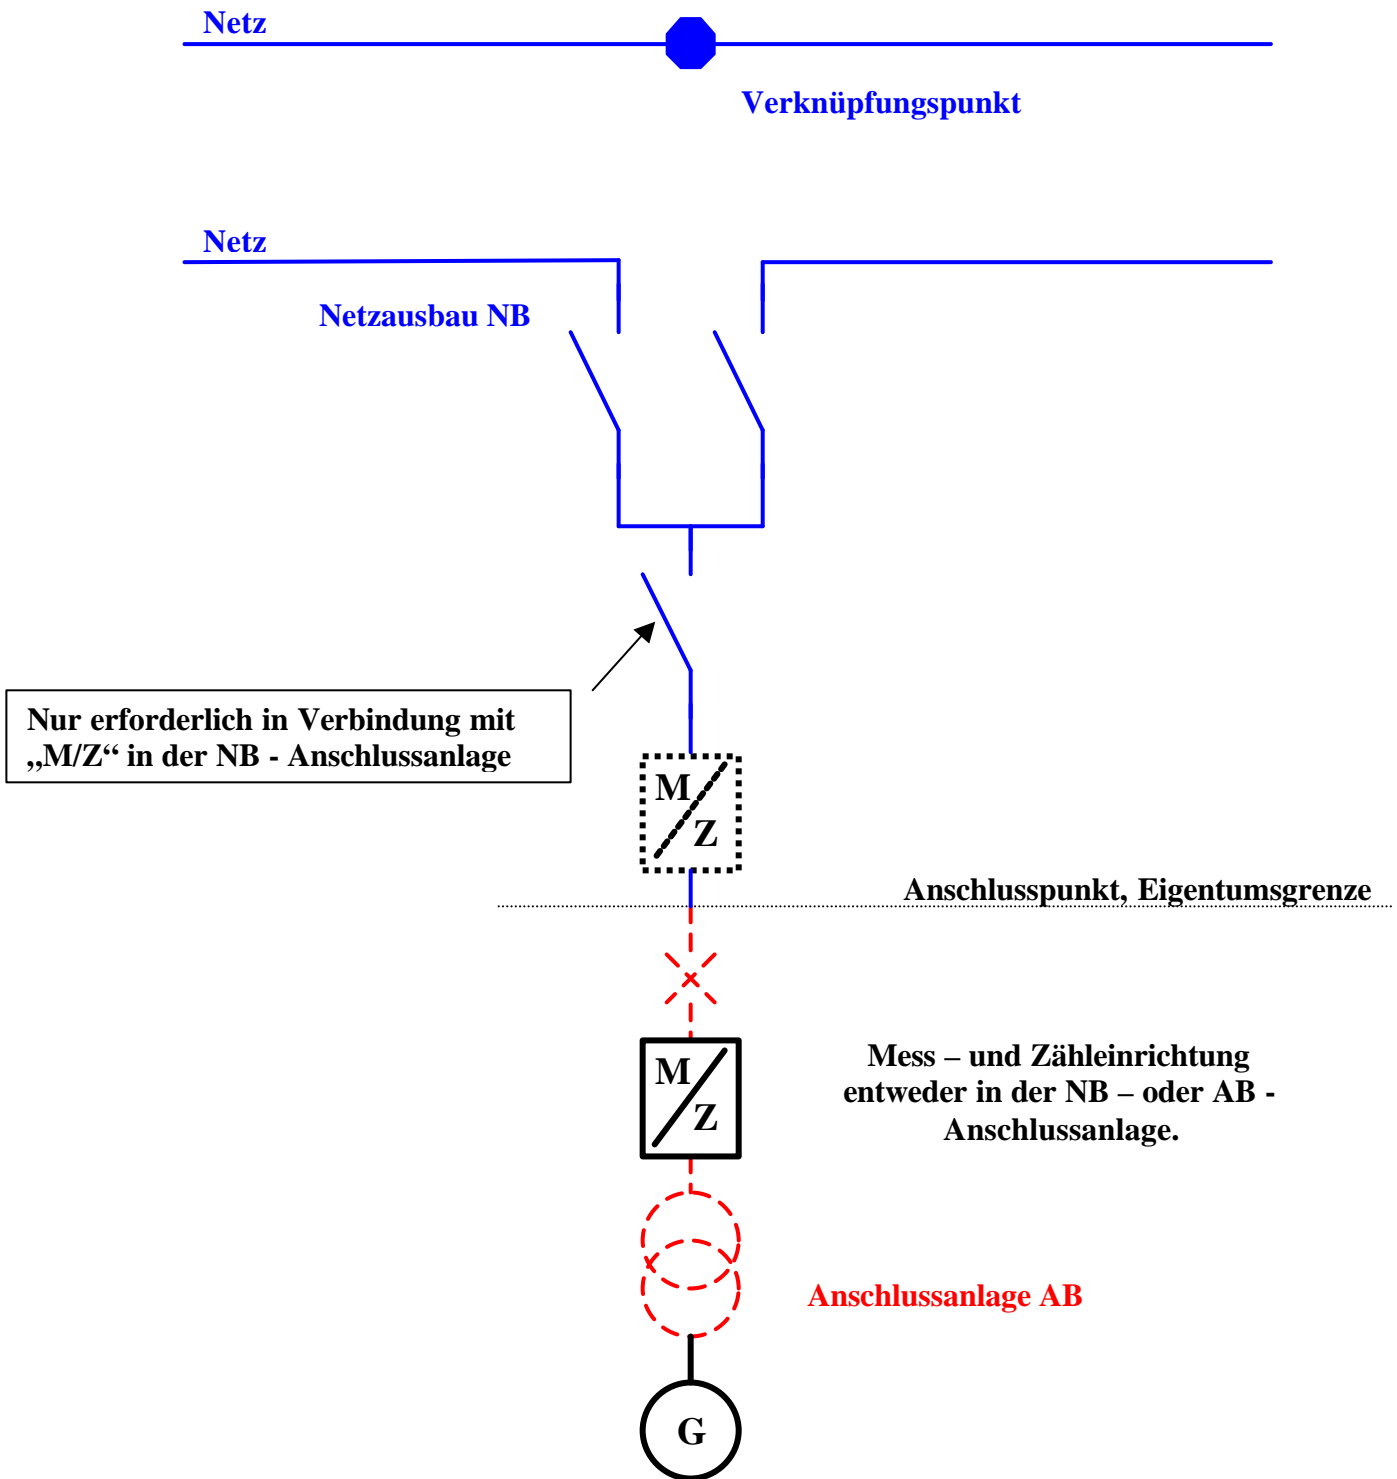 Netz
Verknüpfungspunkt
Netz
Netzausbau NB
Nur erforderlich in Verbindung mit
„M/Z“ in der NB - Anschlussanlage
M
Z
Anschlusspunkt, Eigentumsgrenze
M
Z
Mess – und Zähleinrichtung
entweder in der NB – oder AB -
Anschlussanlage.
Anschlussanlage AB
G